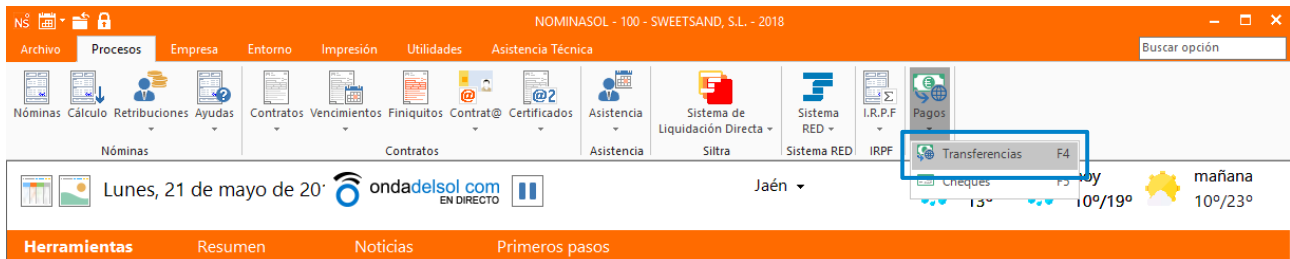 NOMINASOL - 100 - SWEETSAND, S.L. - 2018
Archivo Procesos Empresa Entorno Impresión Utilidades Asistencia Técnica Buscar opción
Nóminas Cálculo Retribuciones Ayudas Contratos Vencimientos Finiquitos Contrat@ Certificados Asistencia Sistema de Liquidación Directa Sistema RED I.R.P.F Pagos
Nóminas Contratos Asistencia Siltra Sistema RED IRPF
Transferencias F4
Cheques F5
Lunes, 21 de mayo de 201
ondadelsol com
EN DIRECTO
Jaén
13º
10º/19º
mañana
10º/23º
Herramientas Resumen Noticias Primeros pasos